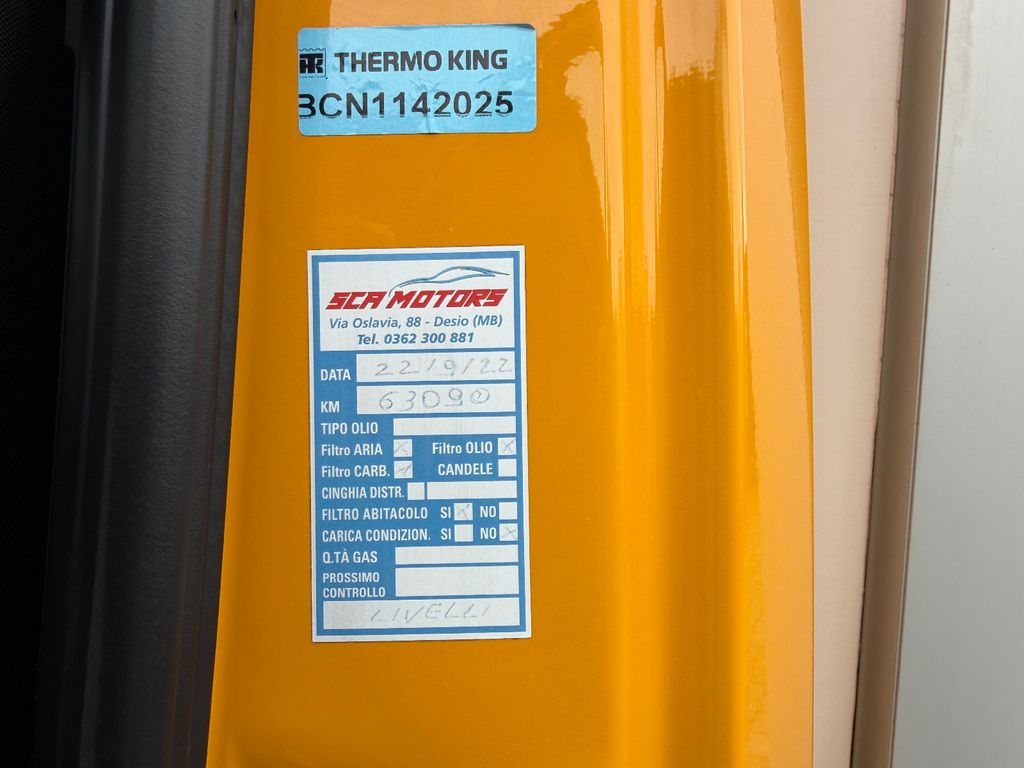 TK THERMO KING
BCN1142025
SCA MOTORS
Via Oslavia, 88 - Desio (MB)
Tel. 0362 300 881
DATA 22/9/22
KM 63090
TIPO OLIO
Filtro ARIA X Filtro OLIO X
Filtro CARB. X CANDELE
CINGHIA DISTR.
FILTRO ABITACOLO SI X NO
CARICA CONDIZION. SI NO X
Q.TÀ GAS
PROSSIMO
CONTROLLO
LIVELLI